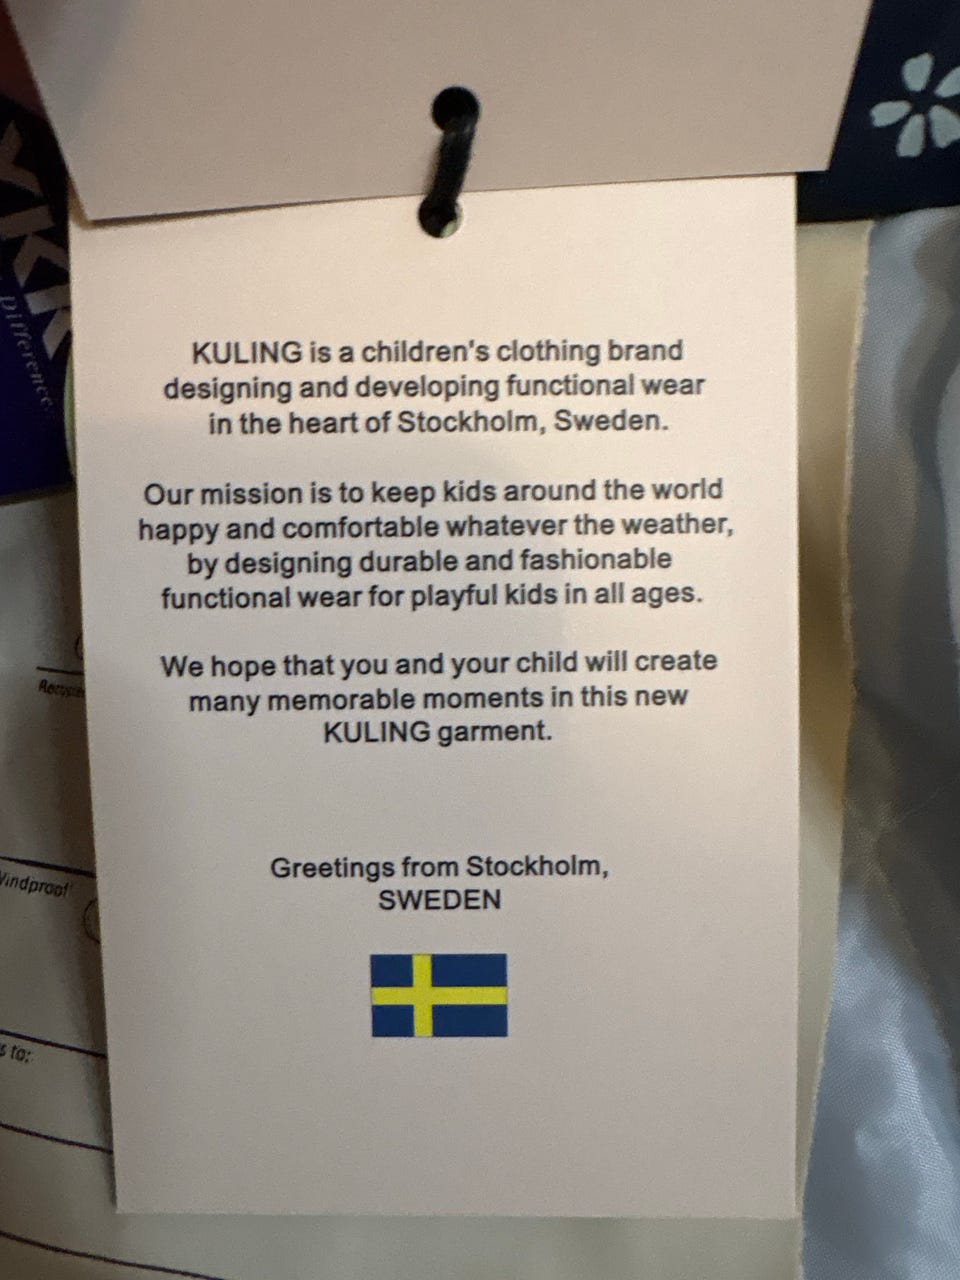 KULING is a children's clothing brand
designing and developing functional wear
in the heart of Stockholm, Sweden.
Our mission is to keep kids around the world
happy and comfortable whatever the weather,
by designing durable and fashionable
functional wear for playful kids in all ages.
We hope that you and your child will create
many memorable moments in this new
KULING garment.
Greetings from Stockholm,
SWEDEN
YKK
Difference.
Windproof
s to: